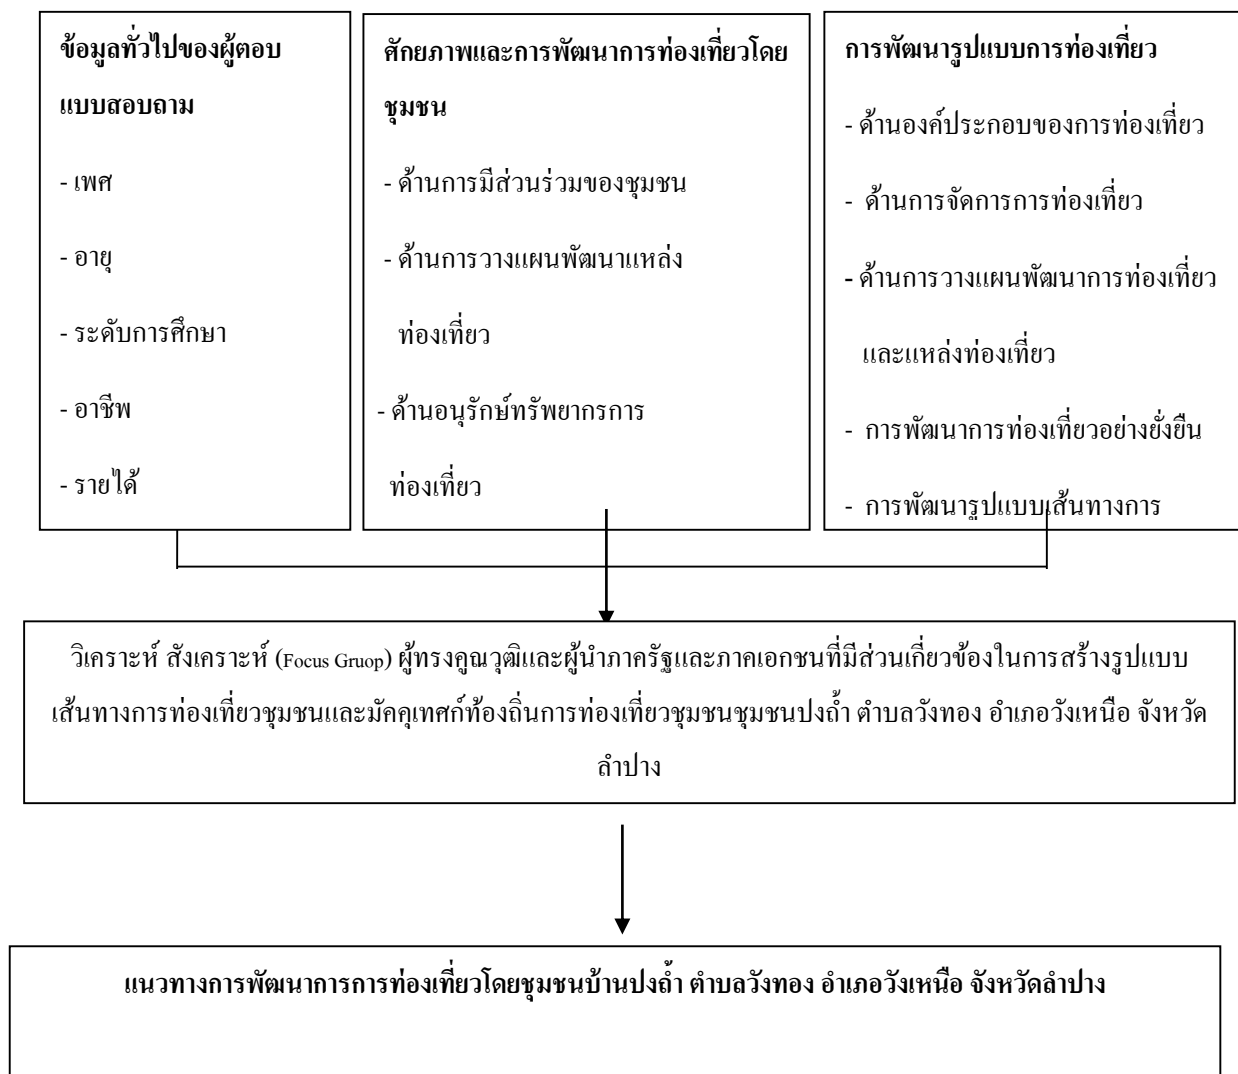 ข้อมูลทั่วไปของผู้ตอบ
แบบสอบถาม
- เพศ
- อายุ
- ระดับการศึกษา
- อาชีพ
- รายได้
ศักยภาพและการพัฒนาการท่องเที่ยวโดย
ชุมชน
- ด้านการมีส่วนร่วมของชุมชน
- ด้านการวางแผนพัฒนาแหล่ง
ท่องเที่ยว
- ด้านอนุรักษ์ทรัพยากรการ
ท่องเที่ยว
การพัฒนารูปแบบการท่องเที่ยว
- ด้านองค์ประกอบของการท่องเที่ยว
- ด้านการจัดการการท่องเที่ยว
- ด้านการวางแผนพัฒนาการท่องเที่ยว
และแหล่งท่องเที่ยว
- การพัฒนาการท่องเที่ยวอย่างยั่งยืน
- การพัฒนารูปแบบเส้นทางการ
วิเคราะห์ สังเคราะห์ (Focus Gruop) ผู้ทรงคูณวุฒิและผู้นำภาครัฐและภาคเอกชนที่มีส่วนเกี่ยวข้องในการสร้างรูปแบบ
เส้นทางการท่องเที่ยวชุมชนและมัคคุเทศก์ท้องถิ่นการท่องเที่ยวชุมชนชุมชนปงถ้ำ ตำบลวังทอง อำเภอวังเหนือ จังหวัด
ลำปาง
แนวทางการพัฒนาการการท่องเที่ยวโดยชุมชนบ้านปงถ้ำ ตำบลวังทอง อำเภอวังเหนือ จังหวัดลำปาง